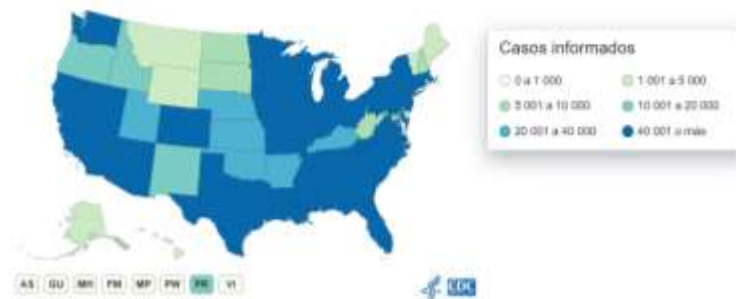 Casos informados
0 a 1 000
1 001 a 5 000
5 001 a 10 000
10 001 a 20 000
20 001 a 40 000
40 001 o más
AS GU MH FM MP PW PR VI
CDC